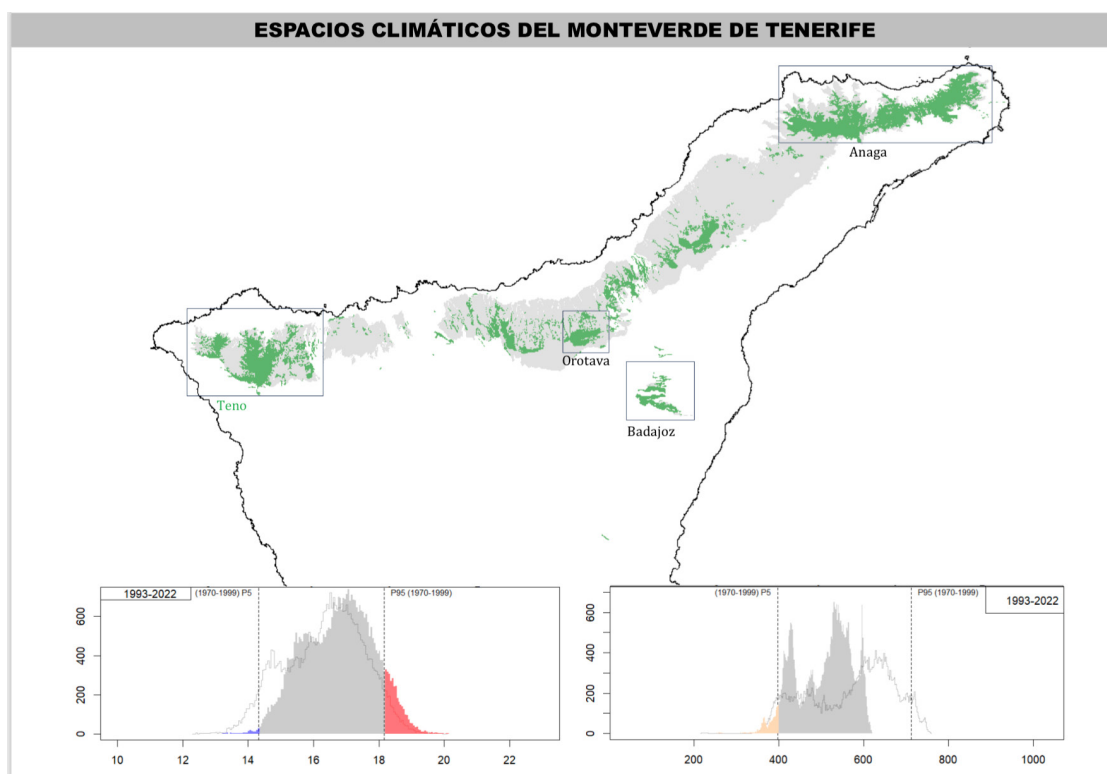 ESPACIOS CLIMÁTICOS DEL MONTEVERDE DE TENERIFE
Anaga
Orotava
Teno
Badajoz
1993-2022
(1970-1999) P5
P95 (1970-1999)
600
400
200
0
10
12
14
16
18
20
22
(1970-1999) P5
P95 (1970-1999)
1993-2022
600
400
200
0
200
400
600
800
1000